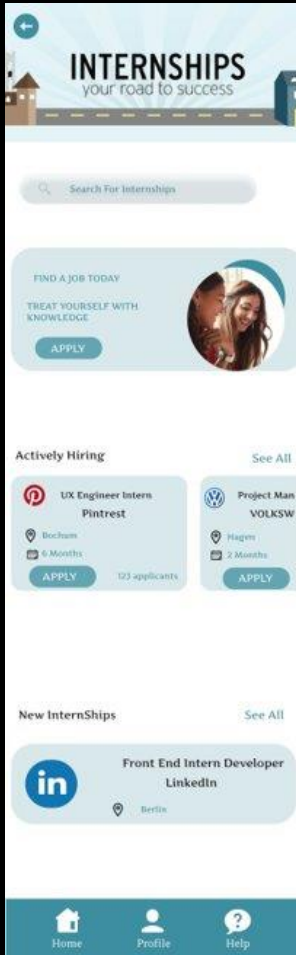 INTERNSHIPS
your road to success
Search For Internships
FIND A JOB TODAY
TREAT YOURSELF WITH
KNOWLEDGE
APPLY
Actively Hiring
See All
UX Engineer Intern
Pintrest
Bochum
6 Months
APPLY
123 applicants
Project Man
VOLKSW
Hagen
2 Months
APPLY
New InternShips
See All
in
Front End Intern Developer
LinkedIn
Berlin
Home
Profile
Help